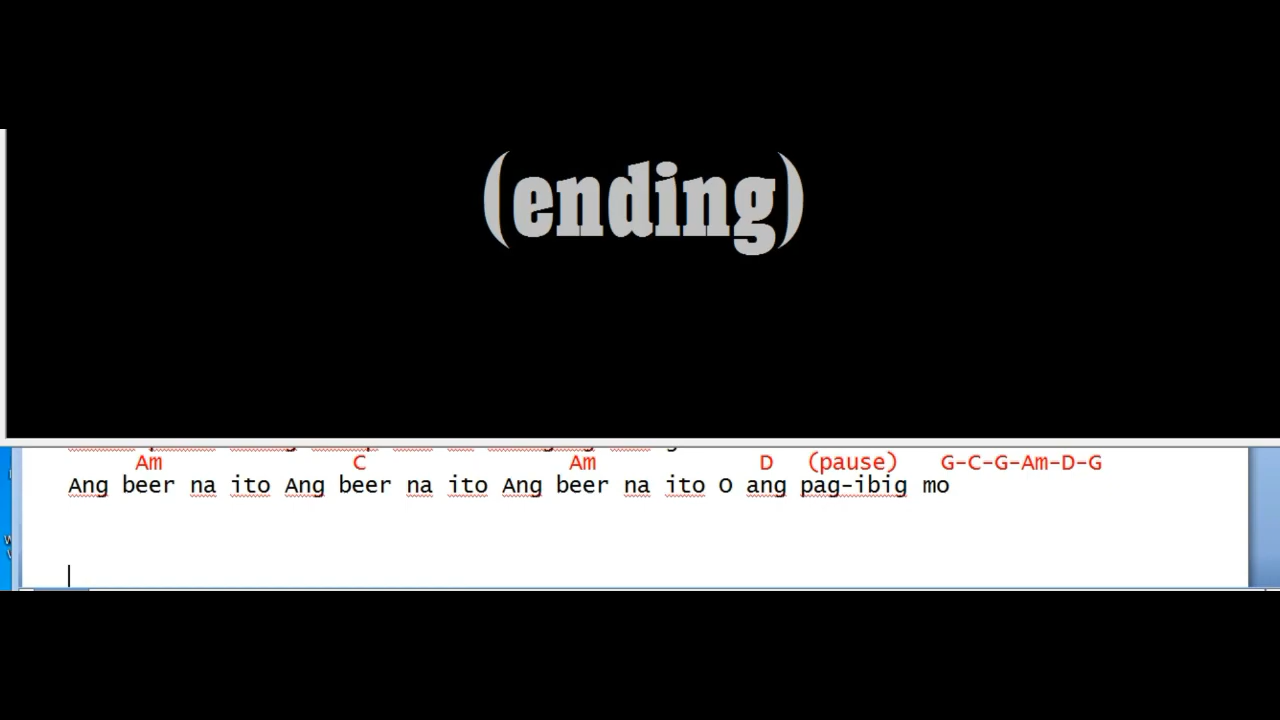 (ending)
Am C Am D (pause) G-C-G-Am-D-G
Ang beer na ito Ang beer na ito Ang beer na ito O ang pag-ibig mo